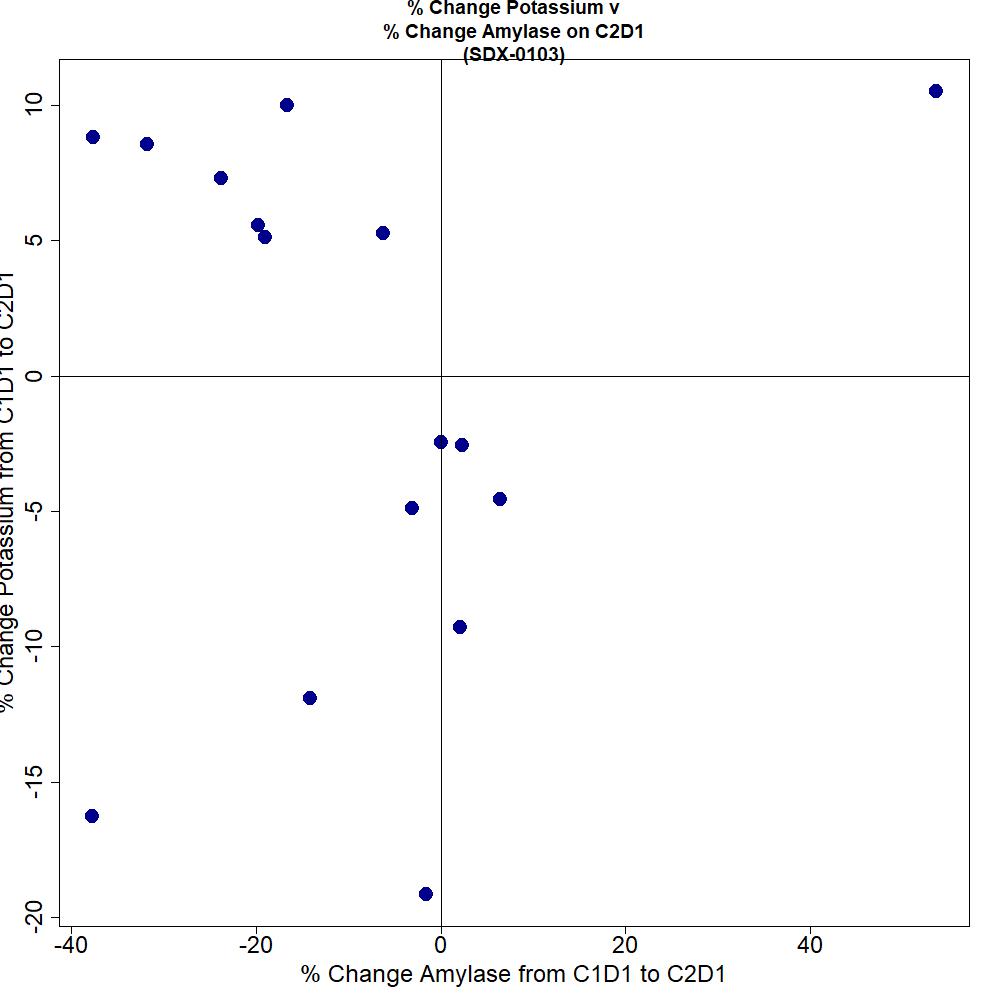 % Change Potassium v
% Change Amylase on C2D1
(SDX-0103)
% Change Potassium from C1D1 to C2D1
10
5
0
-5
-10
-15
-20
-40
-20
0
20
40
% Change Amylase from C1D1 to C2D1